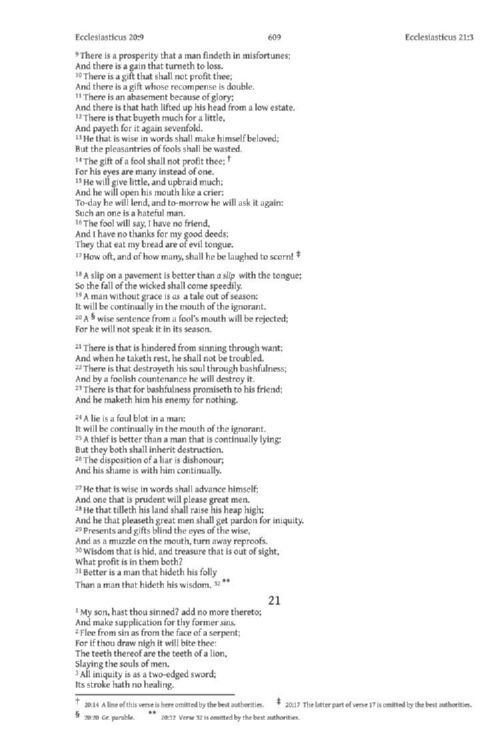 Ecclesiasticus 20:9 609 Ecclesiasticus 21:3
9 There is a prosperity that a man findeth in misfortunes;
And there is a gain that turneth to loss.
10 There is a gift that shall not profit thee;
And there is a gift whose recompense is double.
11 There is an abasement because of glory;
And there is that hath lifted up his head from a low estate.
12 There is that buyeth much for a little,
And payeth for it again sevenfold.
13 He that is wise in words shall make himself beloved;
But the pleasantries of fools shall be wasted.
14 The gift of a fool shall not profit thee; †
For his eyes are many instead of one.
15 He will give little, and upbraid much;
And he will open his mouth like a crier:
To-day he will lend, and to-morrow he will ask it again:
Such an one is a hateful man.
16 The fool will say, I have no friend,
And I have no thanks for my good deeds;
They that eat my bread are of evil tongue.
17 How oft, and of how many, shall he be laughed to scorn! ‡
18 A slip on a pavement is better than a slip with the tongue;
So the fall of the wicked shall come speedily.
19 A man without grace is as a tale out of season:
It will be continually in the mouth of the ignorant.
20 A § wise sentence from a fool's mouth will be rejected;
For he will not speak it in its season.
21 There is that is hindered from sinning through want;
And when he taketh rest, he shall not be troubled.
22 There is that destroyeth his soul through bashfulness;
And by a foolish countenance he will destroy it.
23 There is that for bashfulness promiseth to his friend;
And he maketh him his enemy for nothing.
24 A lie is a foul blot in a man:
It will be continually in the mouth of the ignorant.
25 A thief is better than a man that is continually lying:
But they both shall inherit destruction.
26 The disposition of a liar is dishonour;
And his shame is with him continually.
27 He that is wise in words shall advance himself;
And one that is prudent will please great men.
28 He that tilleth his land shall raise his heap high;
And he that pleaseth great men shall get pardon for iniquity.
29 Presents and gifts blind the eyes of the wise,
And as a muzzle on the mouth, turn away reproofs.
30 Wisdom that is hid, and treasure that is out of sight,
What profit is in them both?
31 Better is a man that hideth his folly
Than a man that hideth his wisdom. 32 **
21
1 My son, hast thou sinned? add no more thereto;
And make supplication for thy former sins.
2 Flee from sin as from the face of a serpent;
For if thou draw nigh it will bite thee:
The teeth thereof are the teeth of a lion,
Slaying the souls of men.
3 All iniquity is as a two-edged sword;
Its stroke hath no healing.
† 20:14 A line of this verse is here omitted by the best authorities. ‡ 20:17 The latter part of verse 17 is omitted by the best authorities.
§ 20:20 Gr. parable. ** 20:32 Verse 32 is omitted by the best authorities.